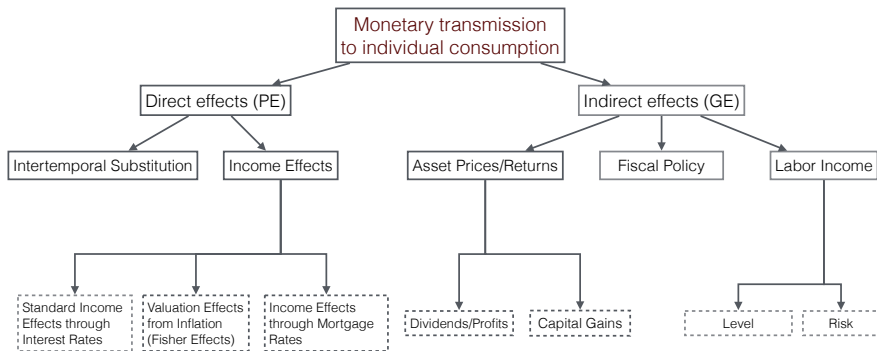 Monetary transmission
to individual consumption
Direct effects (PE)
Indirect effects (GE)
Intertemporal Substitution
Income Effects
Asset Prices/Returns
Fiscal Policy
Labor Income
Standard Income
Effects through
Interest Rates
Valuation Effects
from Inflation
(Fisher Effects)
Income Effects
through Mortgage
Rates
Dividends/Profits
Capital Gains
Level
Risk